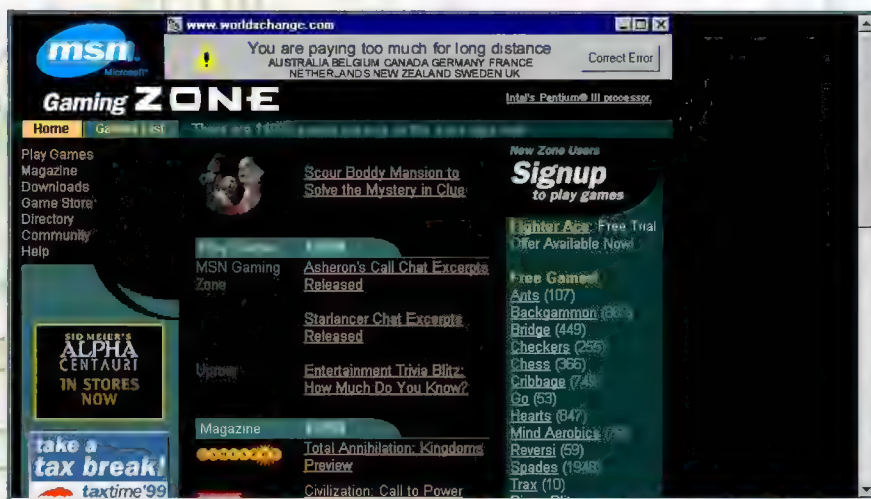 www.worldxchange.com
You are paying too much for long distance
AUSTRALIA BELGIUM CANADA GERMANY FRANCE
NETHERLANDS NEW ZEALAND SWEDEN UK
Correct Error
msn
Microsoft
Gaming ZONE
Intel's Pentium® III processor.
Home
Games List
There are
Play Games
Magazine
Downloads
Game Store
Directory
Community
Help
SID MEIER'S
ALPHA
CENTAURI
IN STORES
NOW
take a
tax break!
taxtime'99
Scour Boddy Mansion to
Solve the Mystery in Clue
MSN Gaming
Zone
Asheron's Call Chat Excerpts
Released
Starlancer Chat Excerpts
Released
Entertainment Trivia Blitz:
How Much Do You Know?
Magazine
Total Annihilation: Kingdoms
Preview
Civilization: Call to Power
New Zone Users
Signup
to play games
Fighter Ace: Free Trial
Offer Available Now!
Free Games!
Ants (107)
Backgammon
Bridge (449)
Checkers (255)
Chess (366)
Cribbage
Go (53)
Hearts (847)
Mind Aerobics
Reversi (59)
Spades
Trax (10)